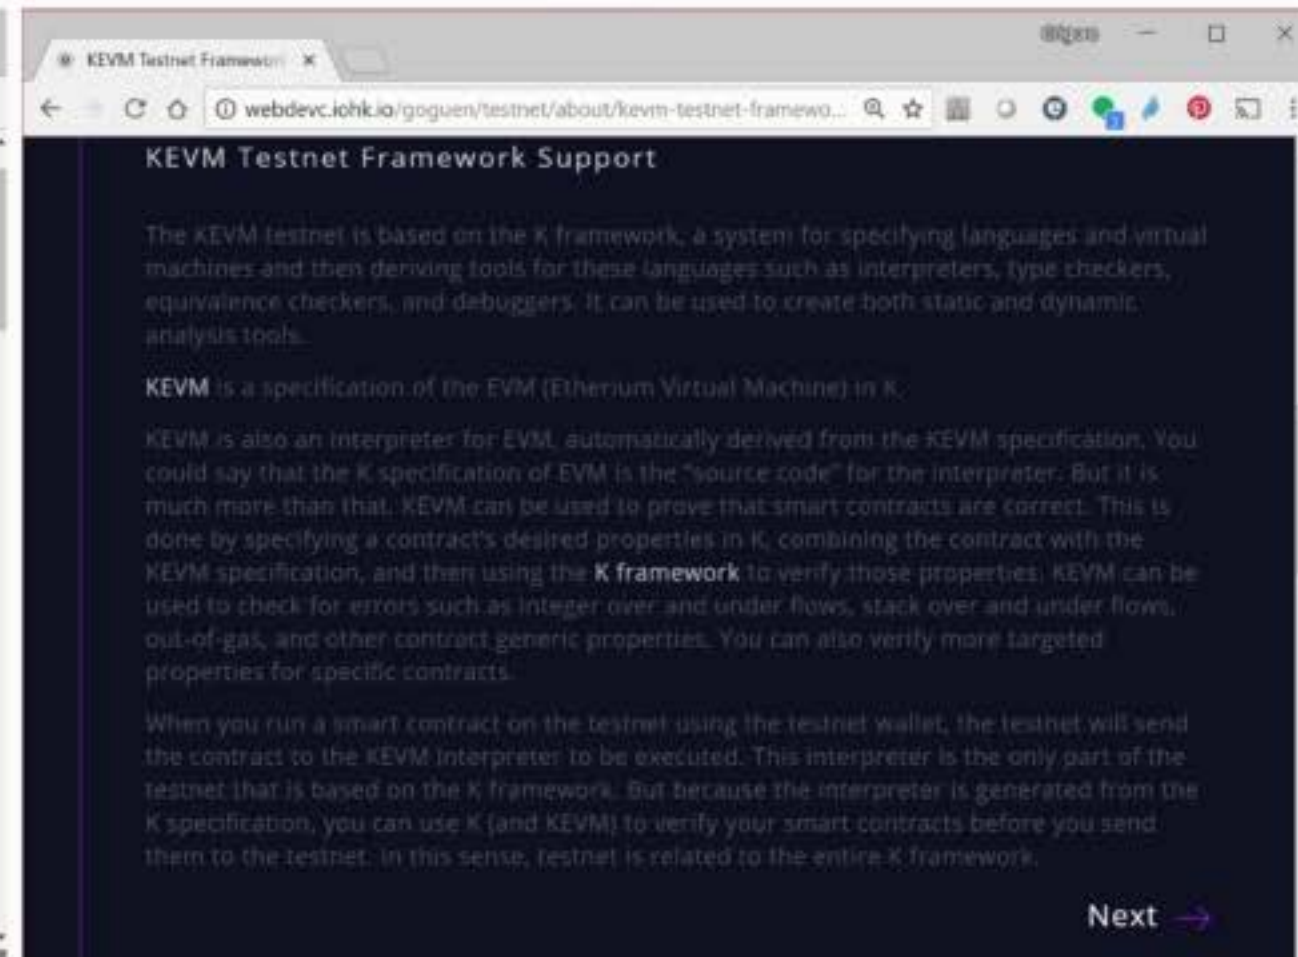 KEVM Testnet Framewor
webdevc.iohk.io/goguen/testnet/about/kevm-testnet-framewo...
KEVM Testnet Framework Support
The KEVM testnet is based on the K framework, a system for specifying languages and virtual
machines and then deriving tools for these languages such as interpreters, type checkers,
equivalence checkers, and debuggers. It can be used to create both static and dynamic
analysis tools.
KEVM is a specification of the EVM (Etherium Virtual Machine) in K.
KEVM is also an interpreter for EVM, automatically derived from the KEVM specification. You
could say that the K specification of EVM is the "source code" for the interpreter. But it is
much more than that. KEVM can be used to prove that smart contracts are correct. This is
done by specifying a contract's desired properties in K, combining the contract with the
KEVM specification, and then using the K framework to verify those properties. KEVM can be
used to check for errors such as integer over and under flows, stack over and under flows,
out-of-gas, and other contract generic properties. You can also verify more targeted
properties for specific contracts.
When you run a smart contract on the testnet using the testnet wallet, the testnet will send
the contract to the KEVM Interpreter to be executed. This interpreter is the only part of the
testnet that is based on the K framework. But because the interpreter is generated from the
K specification, you can use K (and KEVM) to verify your smart contracts before you send
them to the testnet. In this sense, testnet is related to the entire K framework.
Next